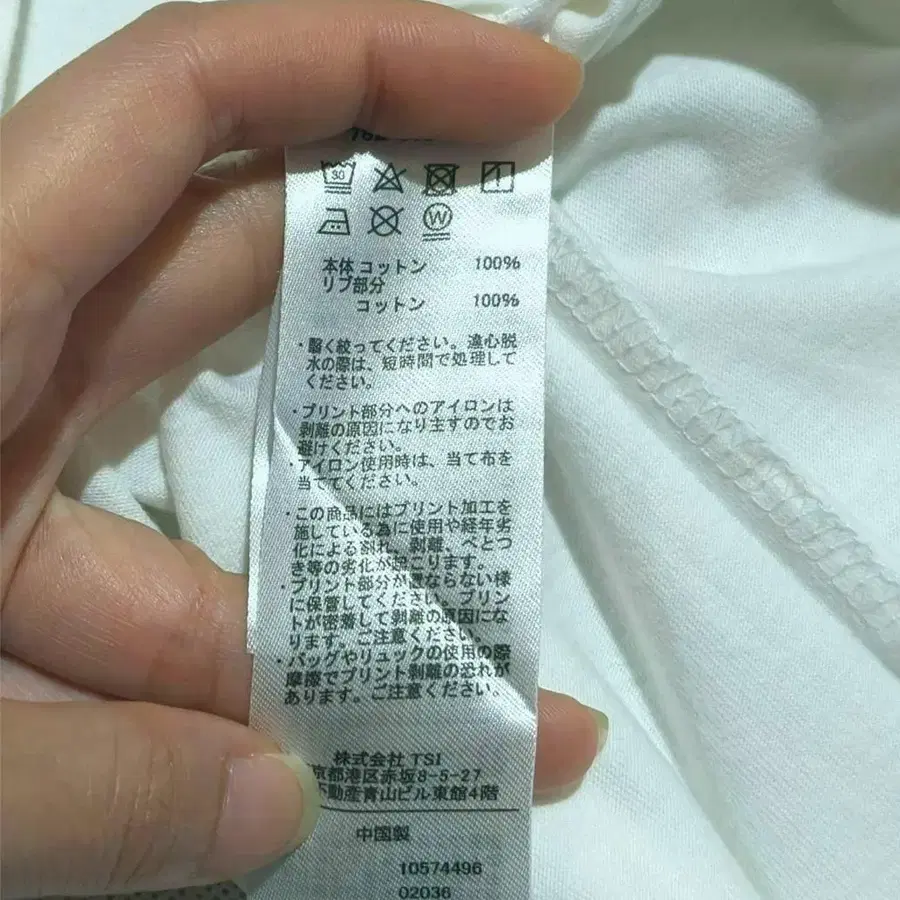 30
W
本体 コットン 100%
リブ部分
コットン 100%
・軽く絞ってください。遠心脱
水の際は、短時間で処理して
ください。
・プリント部分へのアイロンは
剥離の原因になり主すのでお
避けください。
・アイロン使用時は、当て布を
当ててください。
・この商品にはプリント加工を
施している為に使用や経年劣
化による割れ、剥離、べとつ
き等の劣化が起こります。
・プリント部分が重ならない様
に保管してください。プリン
トが密着して剥離の原因にな
ります。ご注意ください。
・バッグやリュックの使用の際
摩擦でプリント剥離の恐れが
あります。ご注意ください。
株式会社 TSI
京都港区赤坂8-5-27
不動産青山ビル東館4階
中国製
10574496
02036